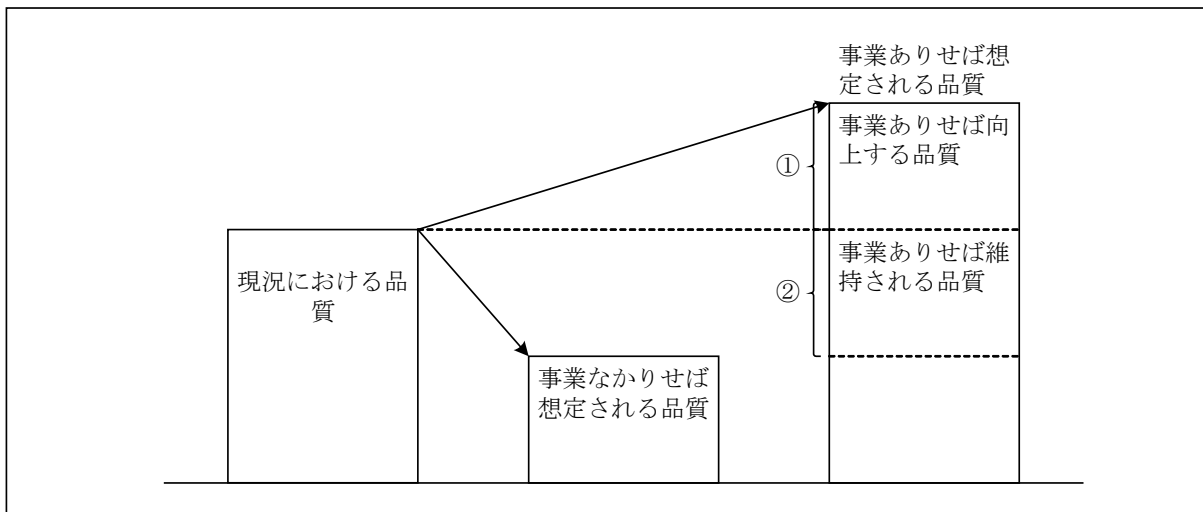 事業ありせば想
定される品質
事業ありせば向
上する品質
①
現況における品
質
事業ありせば維
持される品質
②
事業なかりせば
想定される品質